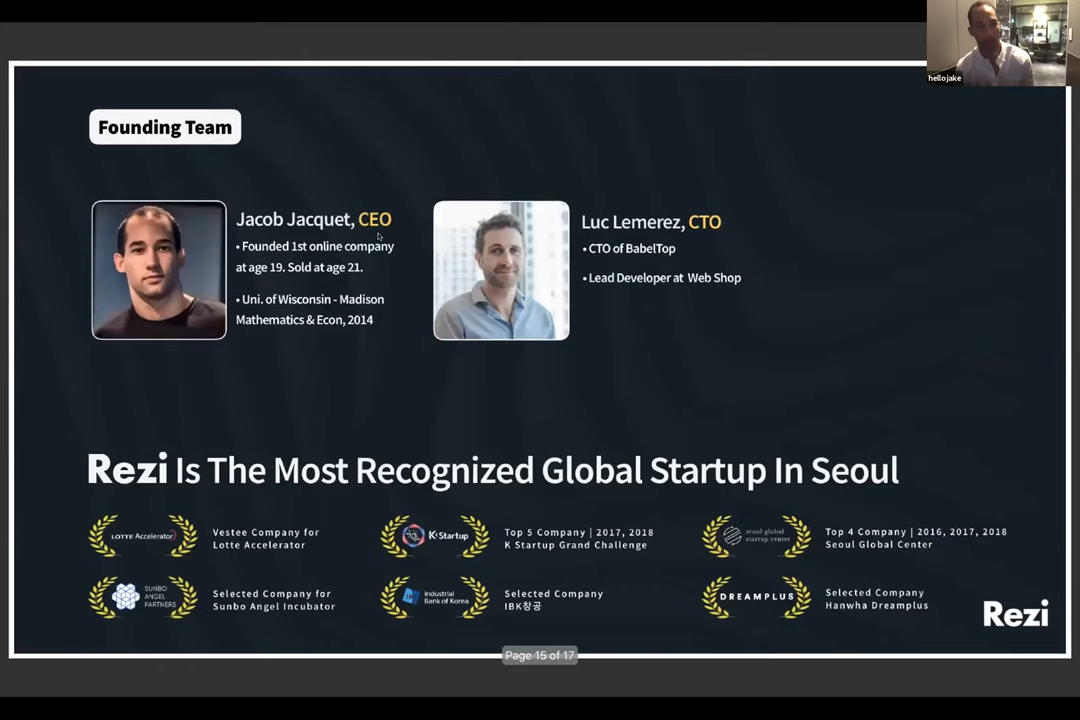 hellojake
Founding Team
Jacob Jacquet, CEO
• Founded 1st online company
at age 19. Sold at age 21.
• Uni. of Wisconsin - Madison
Mathematics & Econ, 2014
Luc Lemerez, CTO
• CTO of BabelTop
• Lead Developer at Web Shop
Rezi Is The Most Recognized Global Startup In Seoul
LOTTE Accelerator
Vestee Company for
Lotte Accelerator
K-Startup
Top 5 Company | 2017, 2018
K Startup Grand Challenge
seoul global
startup center
Top 4 Company | 2016, 2017, 2018
Seoul Global Center
SUNBO
ANGEL
PARTNERS
Selected Company for
Sunbo Angel Incubator
Industrial
Bank of Korea
Selected Company
IBK창공
DREAMPLUS
Selected Company
Hanwha Dreamplus
Rezi
Page 15 of 17